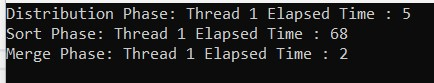 Distribution Phase: Thread 1 Elapsed Time : 5
Sort Phase: Thread 1 Elapsed Time : 68
Merge Phase: Thread 1 Elapsed Time : 2